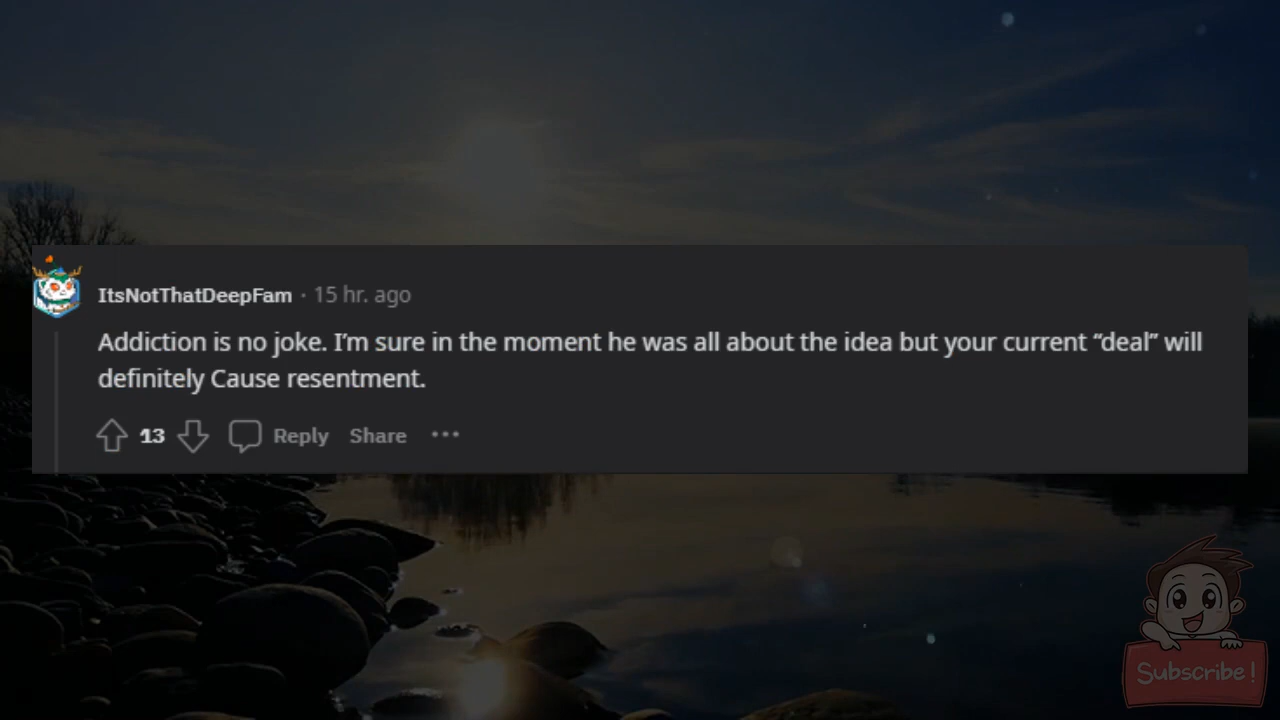 ItsNotThatDeepFam · 15 hr. ago
Addiction is no joke. I’m sure in the moment he was all about the idea but your current “deal” will
definitely Cause resentment.
13 Reply Share ···
Subscribe!